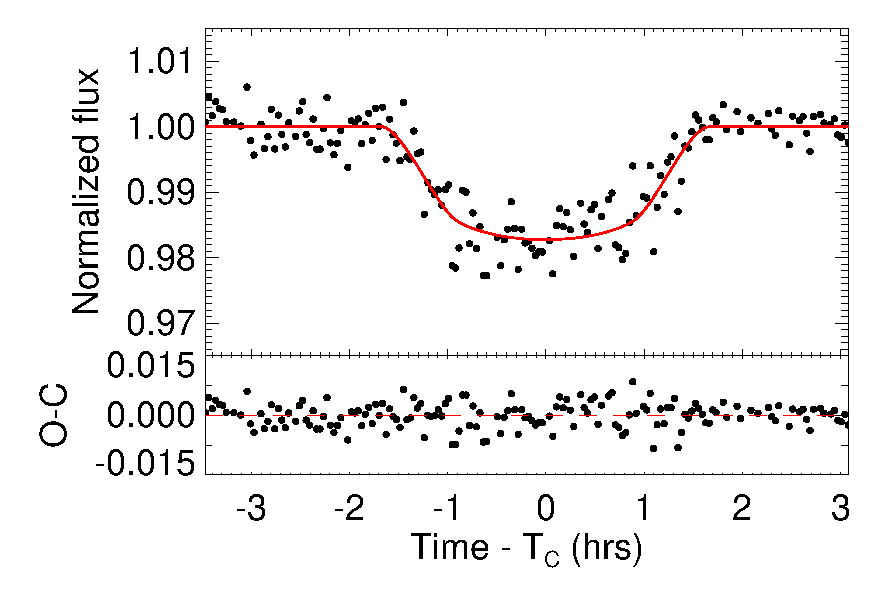 1.01
1.00
0.99
0.98
0.97
Normalized flux
0.015
0.000
-0.015
O-C
-3 -2 -1 0 1 2 3
Time - T_C (hrs)